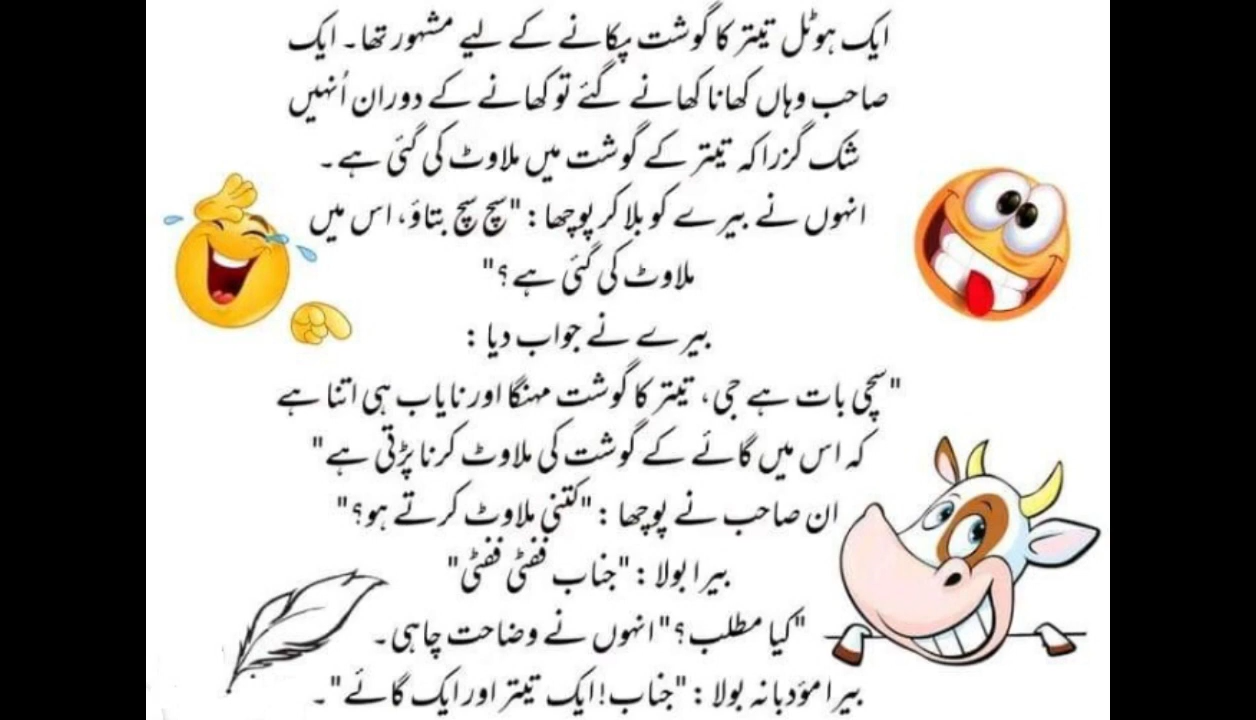 ایک ہوٹل تیتر کا گوشت پکانے کے لیے مشہور تھا۔ ایک
صاحب وہاں کھانا کھانے گئے تو کھانے کے دوران اُنہیں
شک گزرا کہ تیتر کے گوشت میں ملاوٹ کی گئی ہے۔
انہوں نے بیرے کو بلا کر پوچھا: "سچ سچ بتاؤ، اس میں
ملاوٹ کی گئی ہے؟"
بیرے نے جواب دیا:
"سچی بات ہے جی، تیتر کا گوشت مہنگا اور نایاب ہی اتنا ہے
کہ اس میں گائے کے گوشت کی ملاوٹ کرنا پڑتی ہے"
ان صاحب نے پوچھا: "کتنی ملاوٹ کرتے ہو؟"
بیرا بولا: "جناب ففٹی ففٹی"
"کیا مطلب؟" انہوں نے وضاحت چاہی۔
بیرا مؤدبانہ بولا: "جناب! ایک تیتر اور ایک گائے"۔